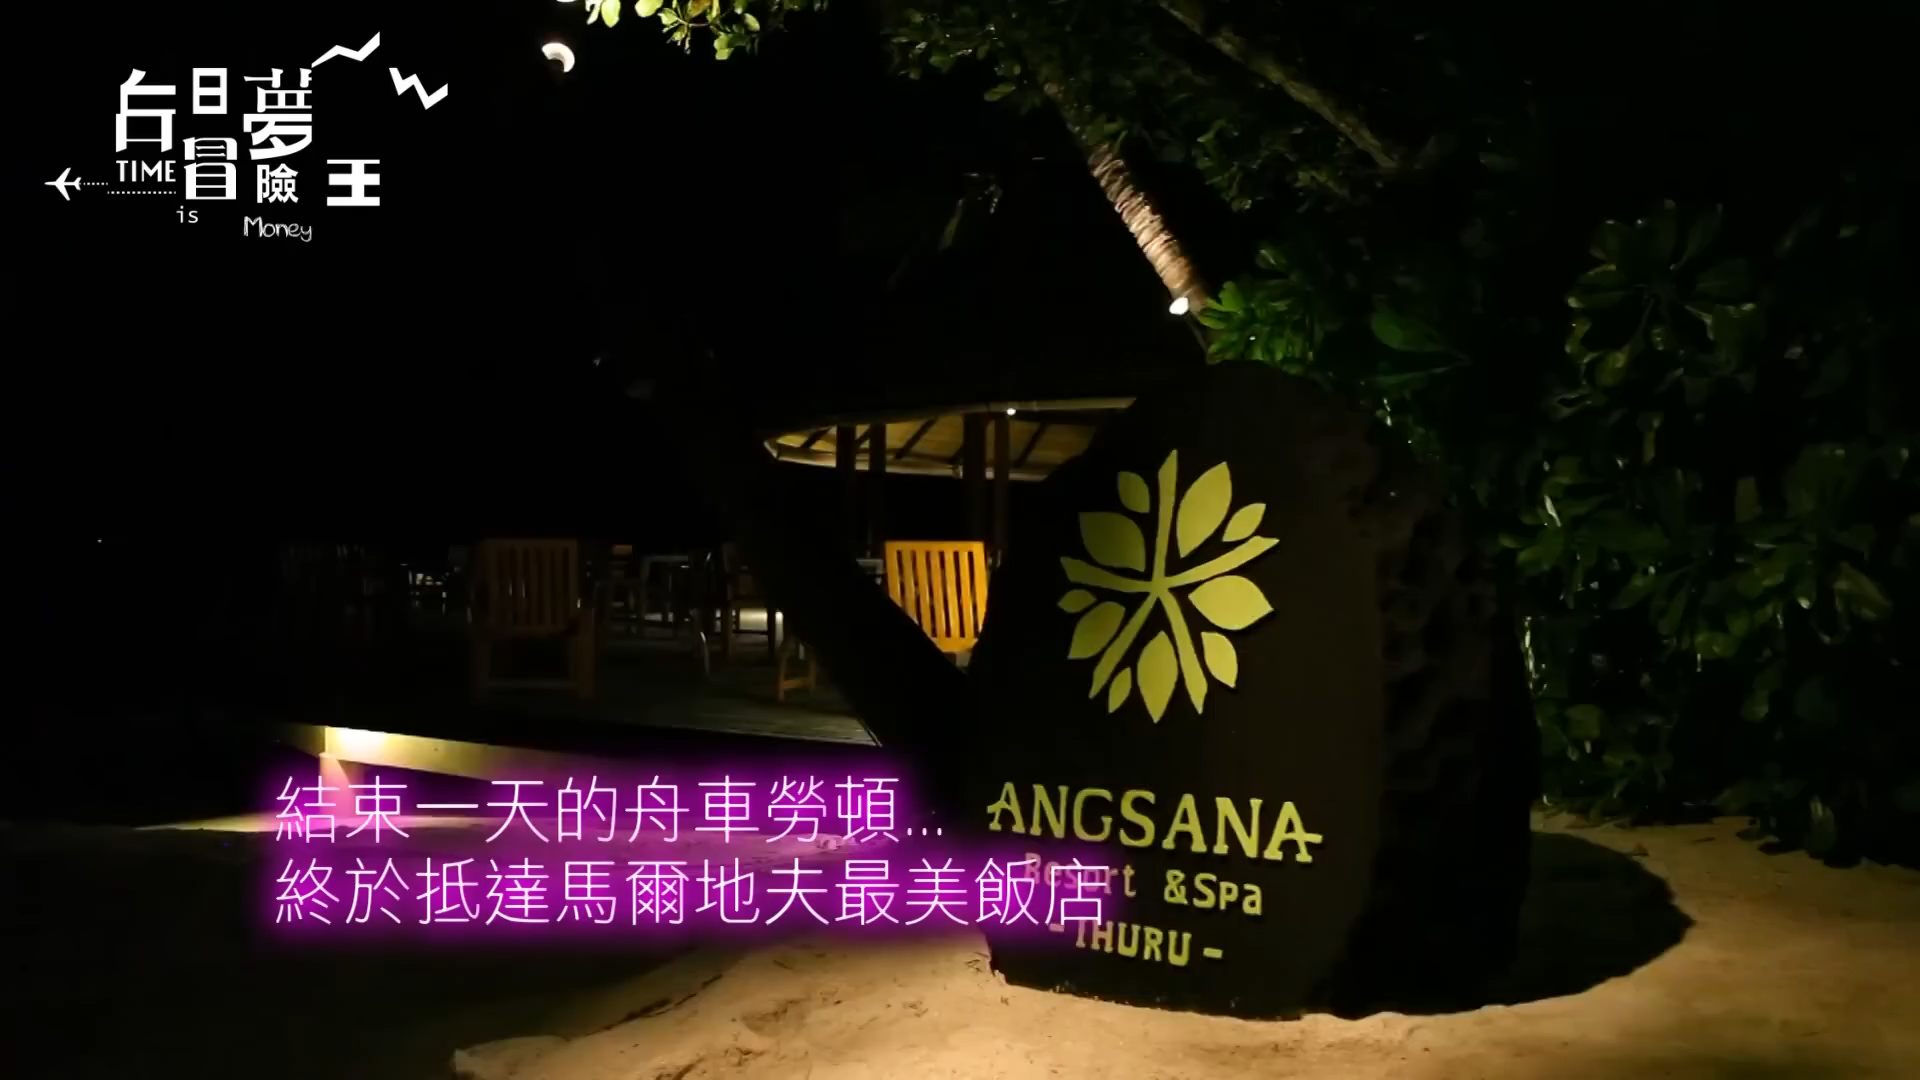 白日夢
冒險王
TIME
is
Money
結束一天的舟車勞頓...
終於抵達馬爾地夫最美飯店
ANGSANA
Resort &Spa
- IHURU -